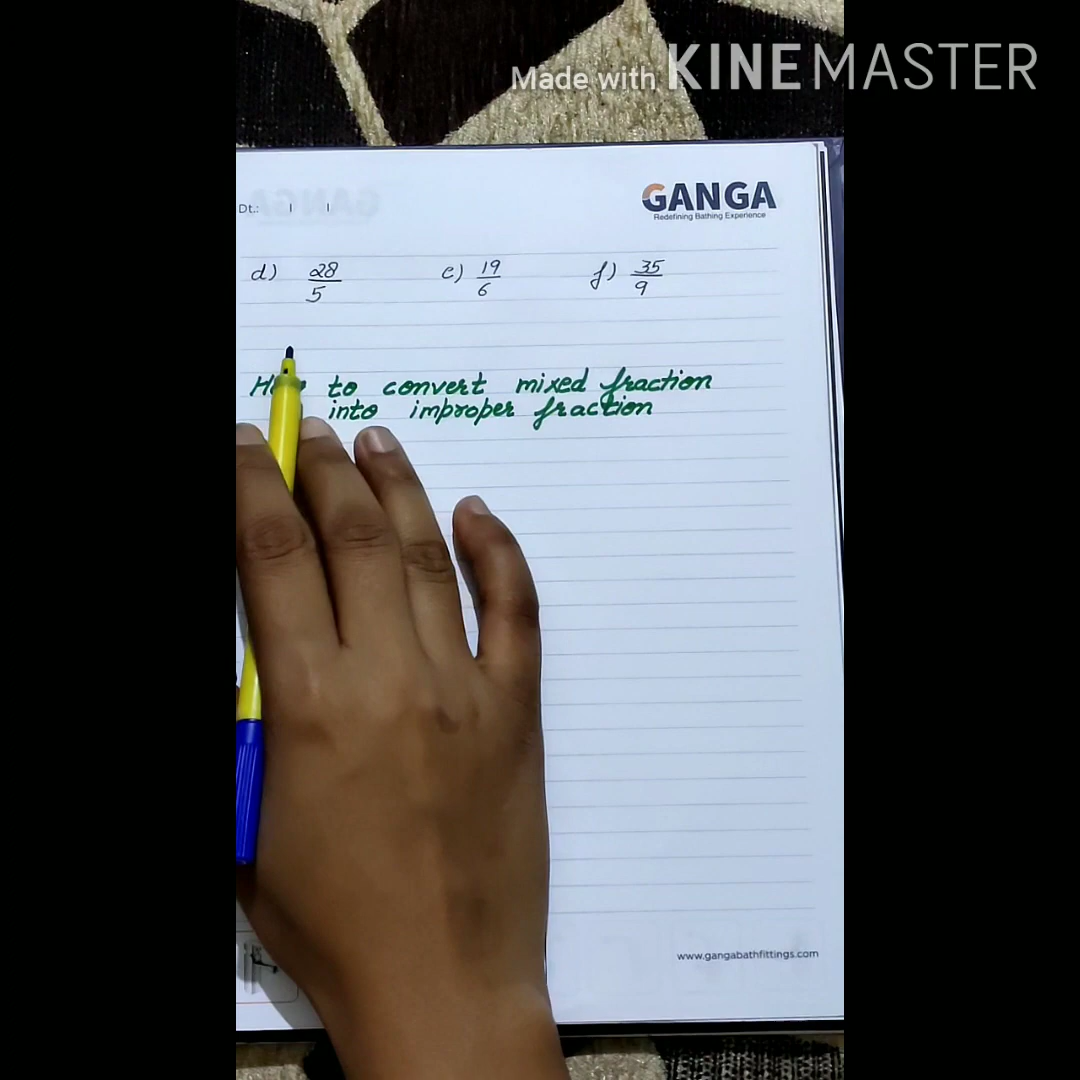 Made with KINEMASTER
GANGA
Redefining Bathing Experience
Dt.:
d) 28/5 e) 19/6 f) 35/9
to convert mixed fraction
into improper fraction
www.gangabathfittings.com